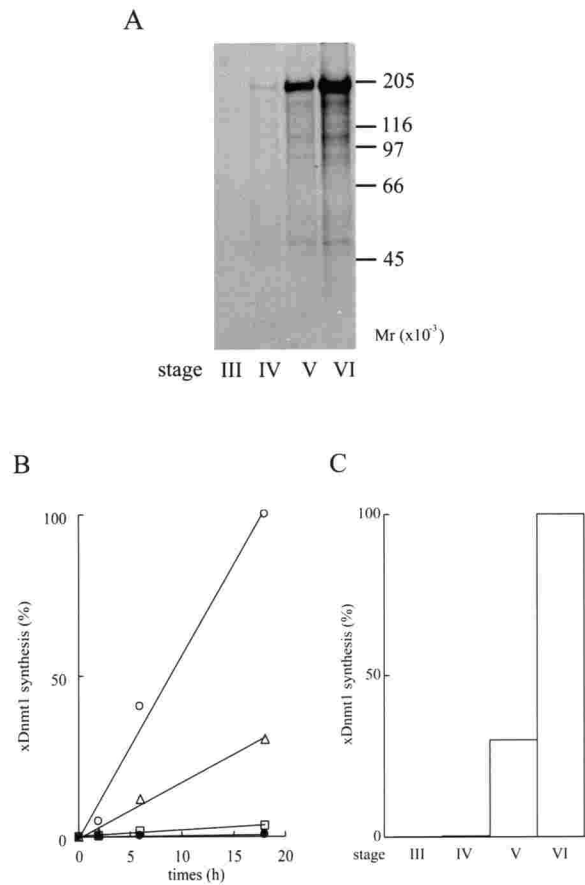 A
205
116
97
66
45
Mr (x10⁻³)
stage III IV V VI
B
100
50
0
xDnmt1 synthesis (%)
0 5 10 15 20
times (h)
C
100
50
0
xDnmt1 synthesis (%)
stage III IV V VI